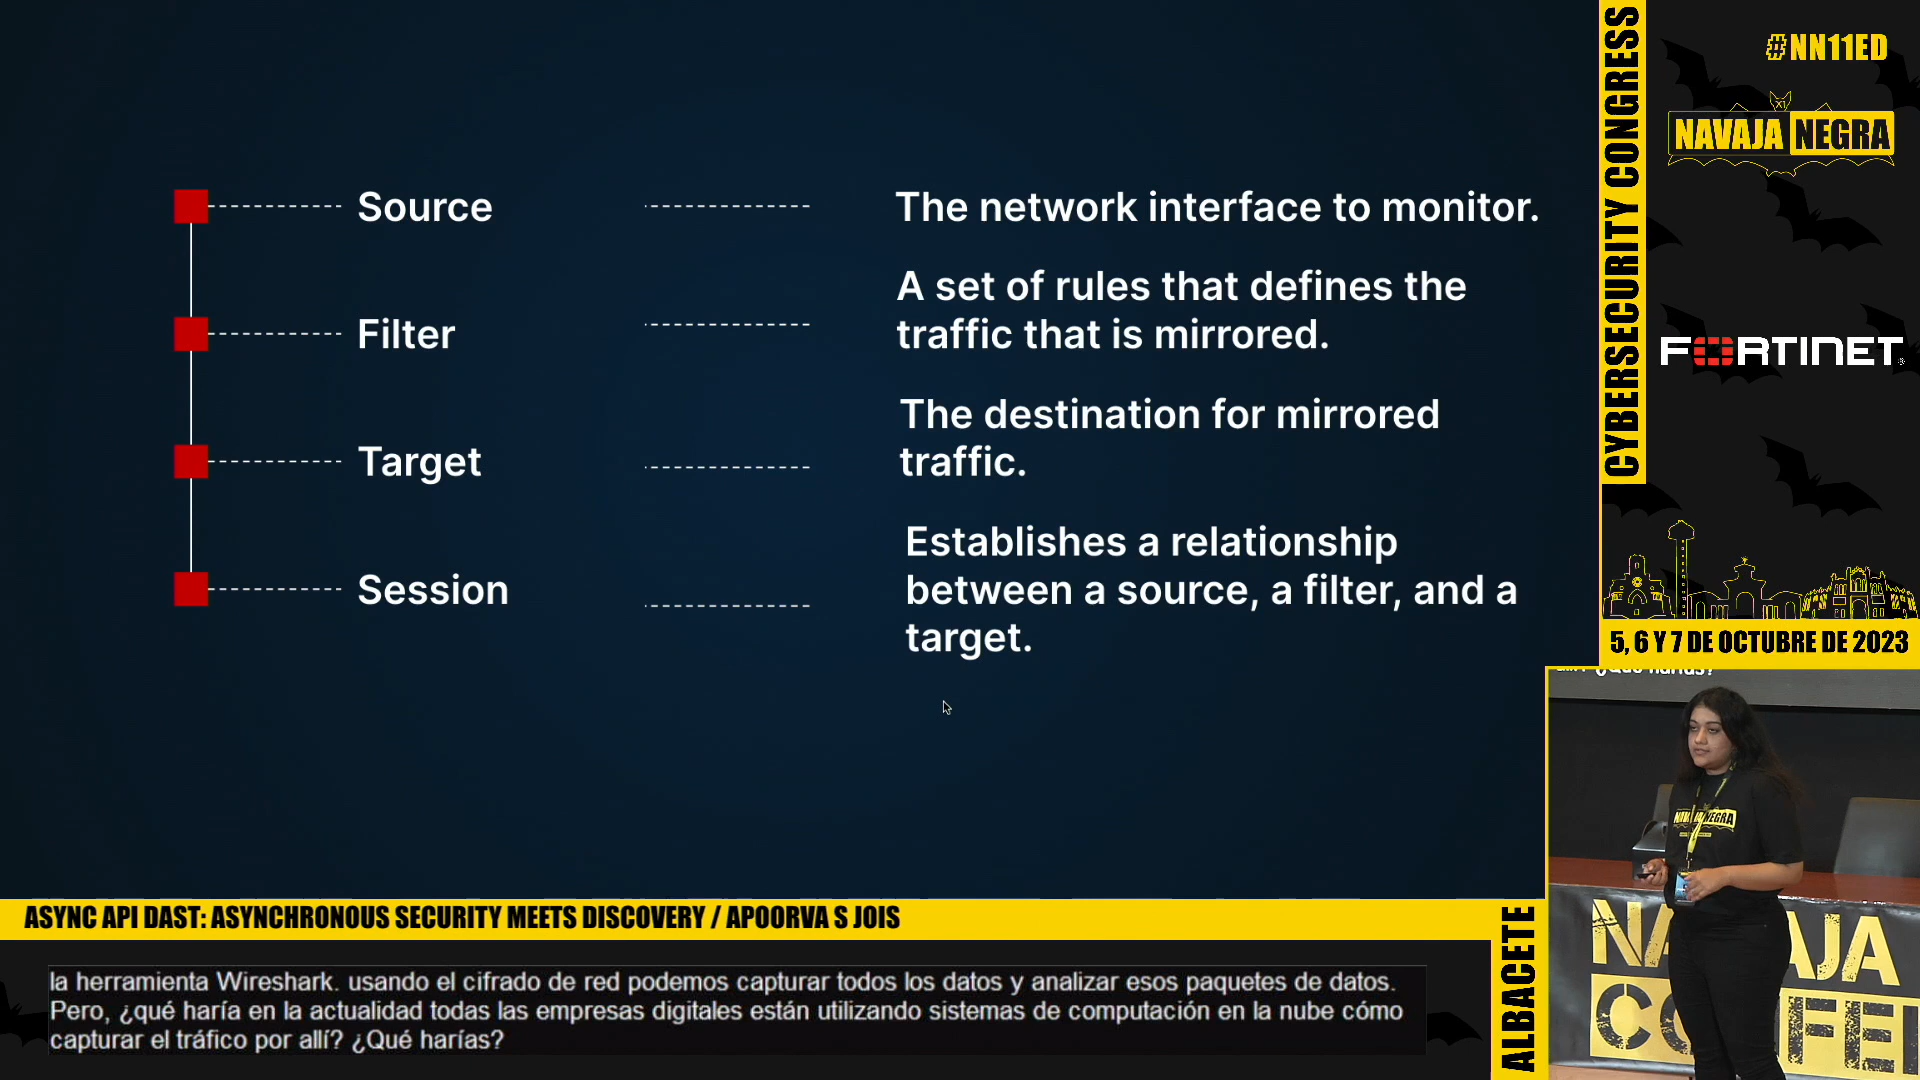 Source
The network interface to monitor.
Filter
A set of rules that defines the
traffic that is mirrored.
Target
The destination for mirrored
traffic.
Session
Establishes a relationship
between a source, a filter, and a
target.
CYBERSECURITY CONGRESS
#NN11ED
NAVAJA NEGRA
FORTINET
5, 6 Y 7 DE OCTUBRE DE 2023
¿Qué harías?
NAVAJA NEGRA
NAVAJA
ALBACETE
ASYNC API DAST: ASYNCHRONOUS SECURITY MEETS DISCOVERY / APOORVA S JOIS
la herramienta Wireshark. usando el cifrado de red podemos capturar todos los datos y analizar esos paquetes de datos.
Pero, ¿qué haría en la actualidad todas las empresas digitales están utilizando sistemas de computación en la nube cómo
capturar el tráfico por allí? ¿Qué harías?